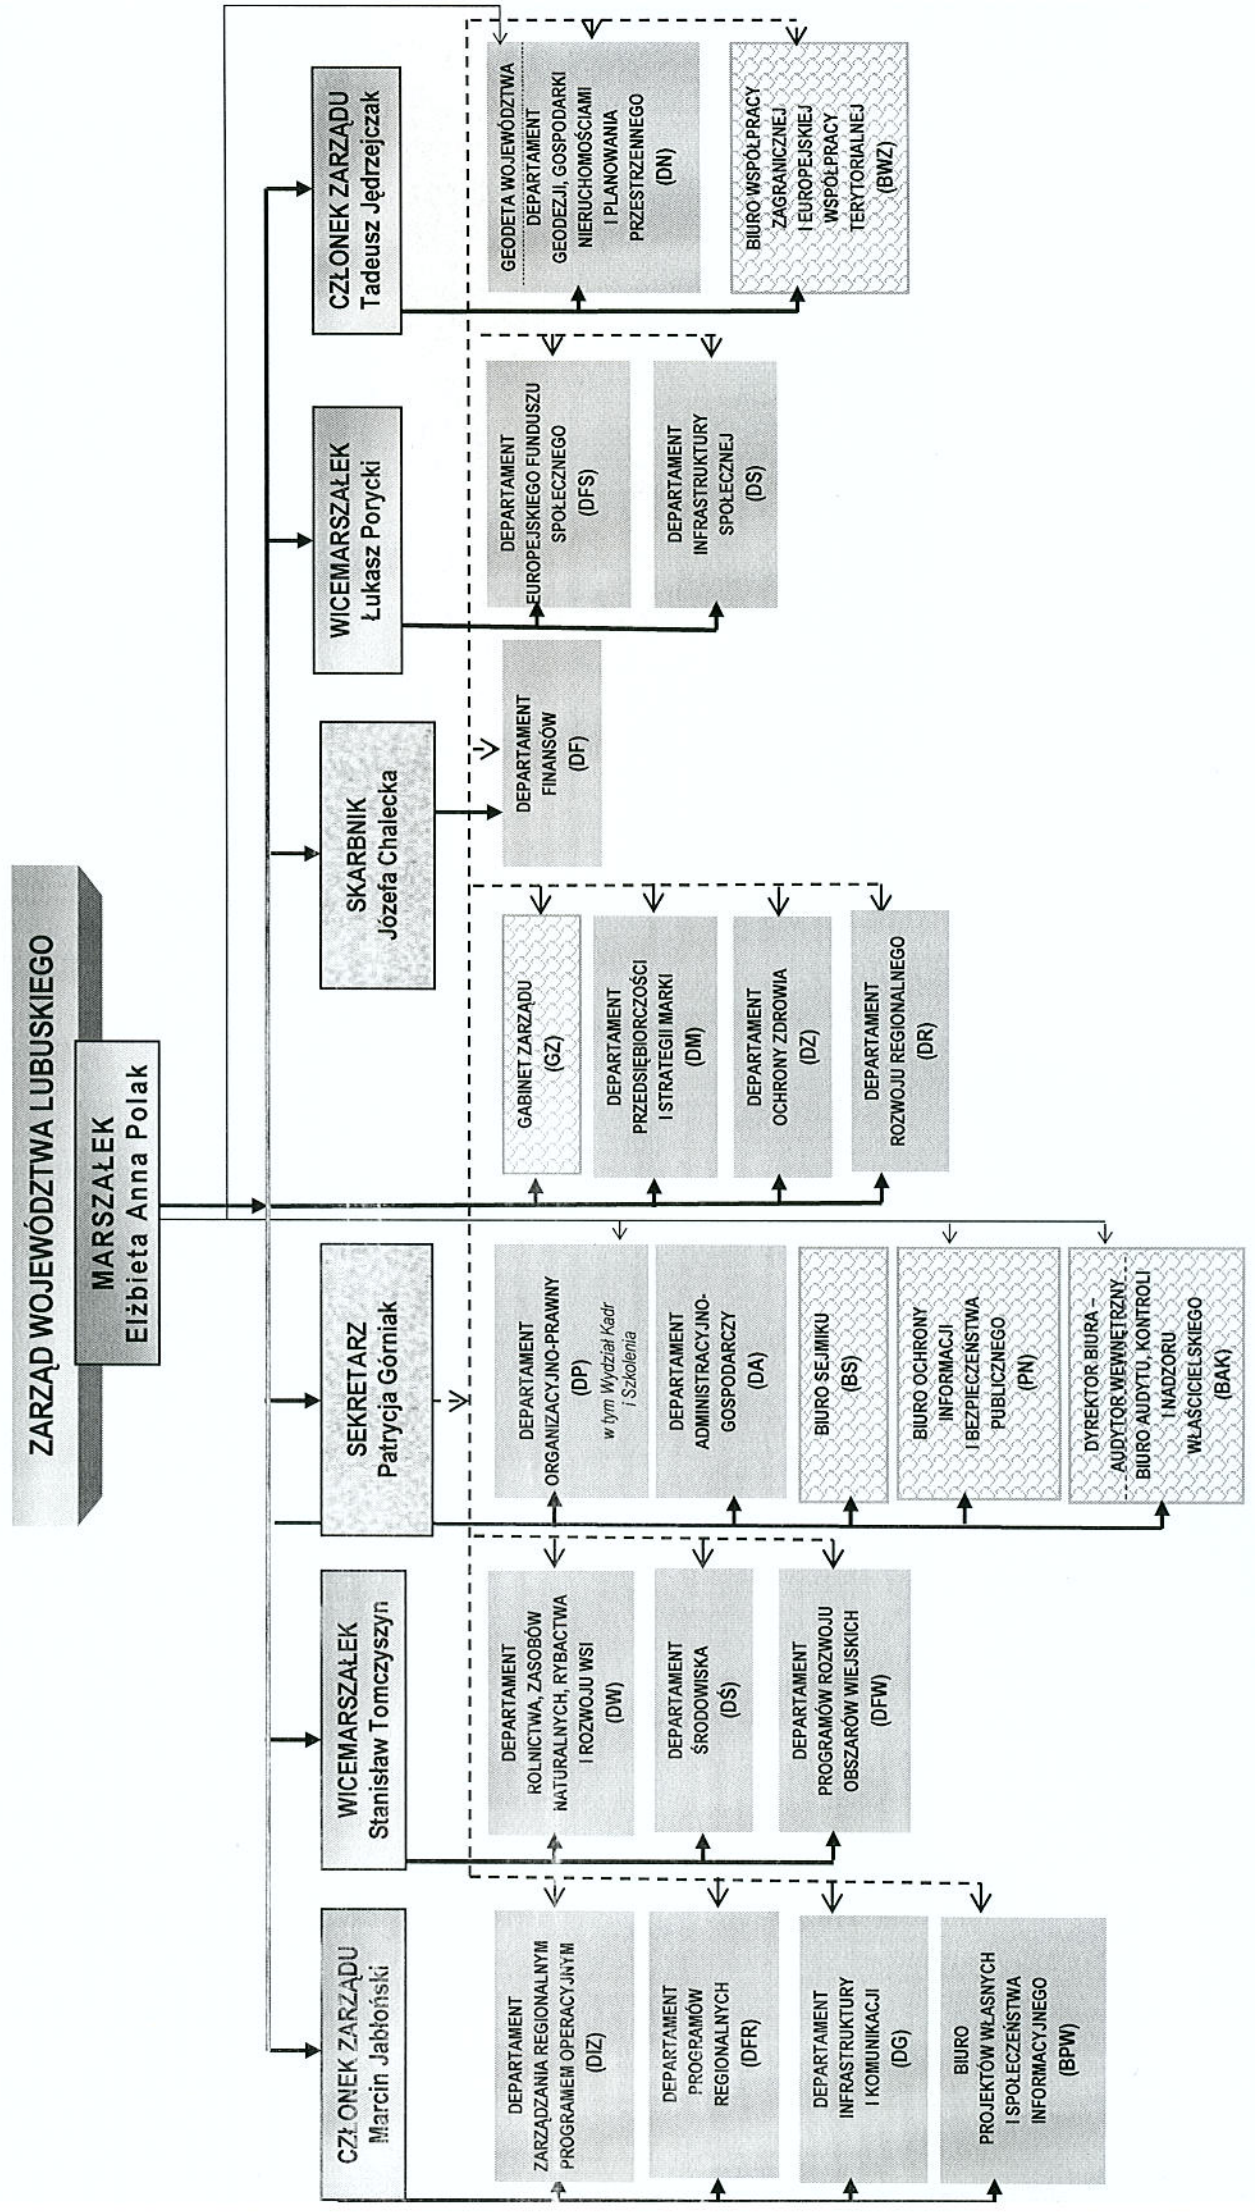 ZARZĄD WOJEWÓDZTWA LUBUSKIEGO
MARSZAŁEK
Elżbieta Anna Polak
CZŁONEK ZARZĄDU
Marcin Jabłoński
WICEMARSZAŁEK
Stanisław Tomczyszyn
SEKRETARZ
Patrycja Górniak
SKARBNIK
Józefa Chalecka
WICEMARSZAŁEK
Łukasz Porycki
CZŁONEK ZARZĄDU
Tadeusz Jędrzejczak
DEPARTAMENT
ZARZĄDZANIA REGIONALNYM
PROGRAMEM OPERACYJNYM
(DIZ)
DEPARTAMENT
PROGRAMÓW
REGIONALNYCH
(DFR)
DEPARTAMENT
INFRASTRUKTURY
I KOMUNIKACJI
(DG)
BIURO
PROJEKTÓW WŁASNYCH
I SPOŁECZEŃSTWA
INFORMACYJNEGO
(BPW)
DEPARTAMENT
ROLNICTWA, ZASOBÓW
NATURALNYCH, RYBACTWA
I ROZWOJU WSI
(DW)
DEPARTAMENT
ŚRODOWISKA
(DŚ)
DEPARTAMENT
PROGRAMÓW ROZWOJU
OBSZARÓW WIEJSKICH
(DFW)
DEPARTAMENT
ORGANIZACYJNO-PRAWNY
(DP)
w tym Wydział Kadr
i Szkolenia
DEPARTAMENT
ADMINISTRACYJNO-
GOSPODARCZY
(DA)
BIURO SEJMIKU
(BS)
BIURO OCHRONY
INFORMACJI
I BEZPIECZEŃSTWA
PUBLICZNEGO
(PN)
DYREKTOR BIURA –
AUDYTOR WEWNĘTRZNY
BIURO AUDYTU, KONTROLI
I NADZORU
WŁAŚCICIELSKIEGO
(BAK)
GABINET ZARZĄDU
(GZ)
DEPARTAMENT
PRZEDSIĘBIORCZOŚCI
I STRATEGII MARKI
(DM)
DEPARTAMENT
OCHRONY ZDROWIA
(DZ)
DEPARTAMENT
ROZWOJU REGIONALNEGO
(DR)
DEPARTAMENT
FINANSÓW
(DF)
DEPARTAMENT
EUROPEJSKIEGO FUNDUSZU
SPOŁECZNEGO
(DFS)
DEPARTAMENT
INFRASTRUKTURY
SPOŁECZNEJ
(DS)
GEODETA WOJEWÓDZTWA
DEPARTAMENT
GEODEZJI, GOSPODARKI
NIERUCHOMOŚCIAMI
I PLANOWANIA
PRZESTRZENNEGO
(DN)
BIURO WSPÓŁPRACY
ZAGRANICZNEJ
I EUROPEJSKIEJ
WSPÓŁPRACY
TERYTORIALNEJ
(BWZ)